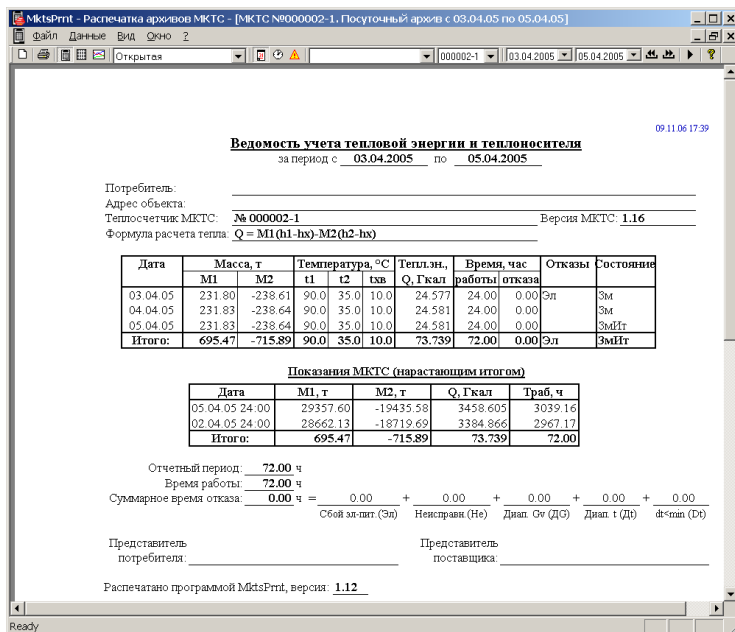 MktsPrnt - Распечатка архивов МКТС - [МКТС №000002-1. Посуточный архив с 03.04.05 по 05.04.05]
Файл Данные Вид Окно ?
Открытая 000002-1 03.04.2005 05.04.2005
09.11.06 17:39
Ведомость учета тепловой энергии и теплоносителя
за период с 03.04.2005 по 05.04.2005
Потребитель:
Адрес объекта:
Теплосчетчик МКТС: № 000002-1 Версия МКТС: 1.16
Формула расчета тепла: Q = M1(h1-hx)-M2(h2-hx)
Дата Масса, т Температура, °С Тепл.эн., Время, час Отказы Состояние
М1 М2 t1 t2 tхв Q, Гкал работы отказа
03.04.05 231.80 -238.61 90.0 35.0 10.0 24.577 24.00 0.00 Эл Зм
04.04.05 231.83 -238.64 90.0 35.0 10.0 24.581 24.00 0.00 Зм
05.04.05 231.83 -238.64 90.0 35.0 10.0 24.581 24.00 0.00 ЗмИт
Итого: 695.47 -715.89 90.0 35.0 10.0 73.739 72.00 0.00 Эл ЗмИт
Показания МКТС (нарастающим итогом)
Дата М1, т М2, т Q, Гкал Траб, ч
05.04.05 24:00 29357.60 -19435.58 3458.605 3039.16
02.04.05 24:00 28662.13 -18719.69 3384.866 2967.17
Итого: 695.47 -715.89 73.739 72.00
Отчетный период: 72.00 ч
Время работы: 72.00 ч
Суммарное время отказа: 0.00 ч = 0.00 + 0.00 + 0.00 + 0.00 + 0.00
Сбой эл-пит.(Эл) Неисправн.(Не) Диап. Gv (ДG) Диап. t (Дt) dt<min (Dt)
Представитель Представитель
потребителя: поставщика:
Распечатано программой MktsPrnt, версия: 1.12
Ready